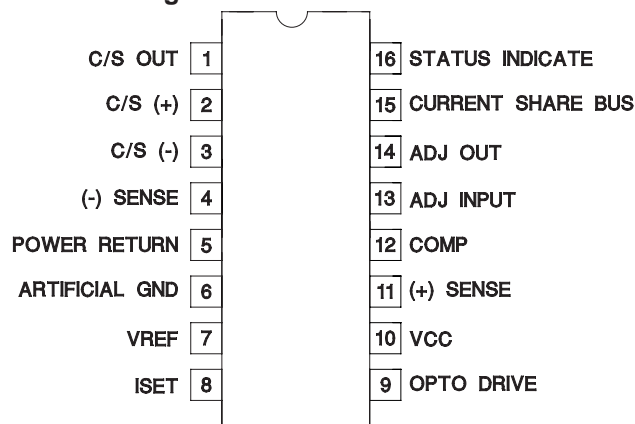 C/S OUT 1 16 STATUS INDICATE
C/S (+) 2 15 CURRENT SHARE BUS
C/S (-) 3 14 ADJ OUT
(-) SENSE 4 13 ADJ INPUT
POWER RETURN 5 12 COMP
ARTIFICIAL GND 6 11 (+) SENSE
VREF 7 10 VCC
ISET 8 9 OPTO DRIVE